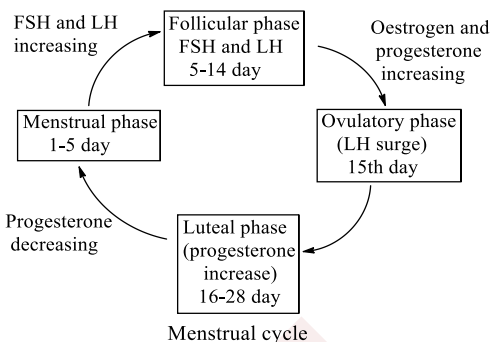 FSH and LH
increasing
Follicular phase
FSH and LH
5-14 day
Oestrogen and
progesterone
increasing
Menstrual phase
1-5 day
Ovulatory phase
(LH surge)
15th day
Progesterone
decreasing
Luteal phase
(progesterone
increase)
16-28 day
Menstrual cycle